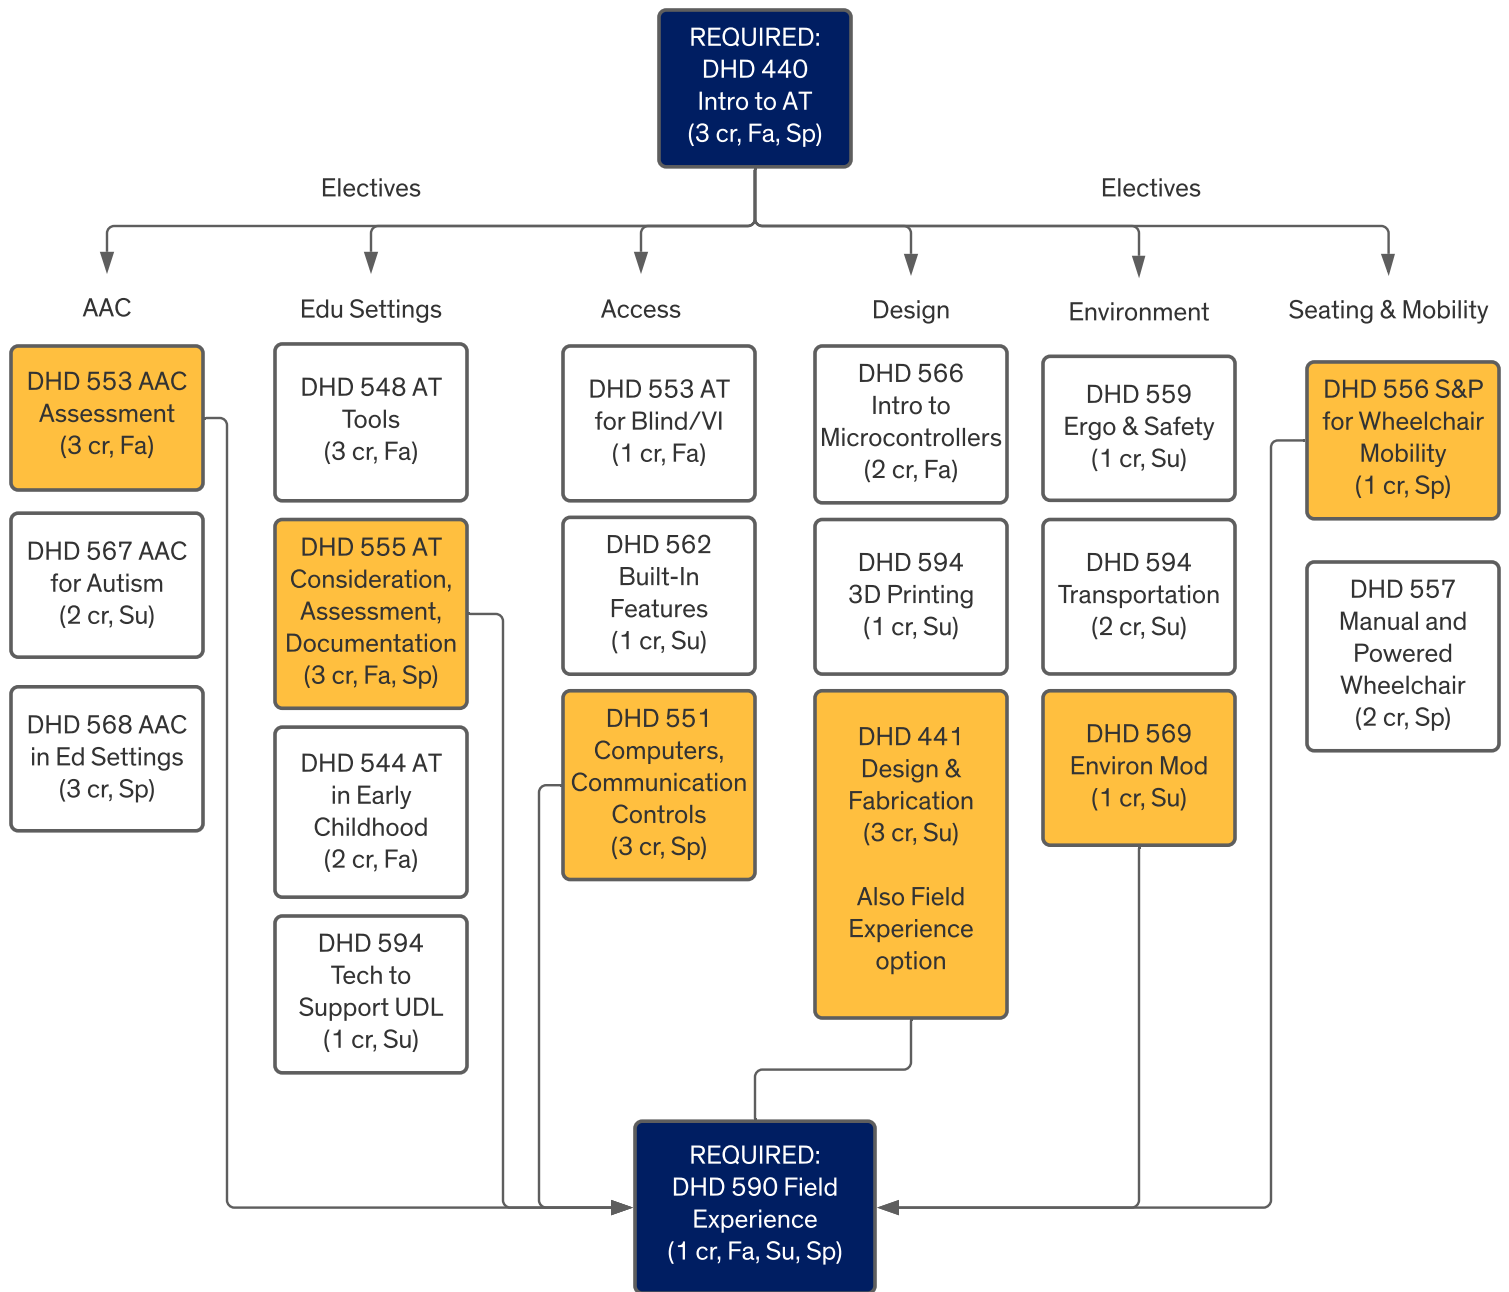 REQUIRED:
DHD 440
Intro to AT
(3 cr, Fa, Sp)
Electives
Electives
AAC
DHD 553 AAC
Assessment
(3 cr, Fa)
DHD 567 AAC
for Autism
(2 cr, Su)
DHD 568 AAC
in Ed Settings
(3 cr, Sp)
Edu Settings
DHD 548 AT
Tools
(3 cr, Fa)
DHD 555 AT
Consideration,
Assessment,
Documentation
(3 cr, Fa, Sp)
DHD 544 AT
in Early
Childhood
(2 cr, Fa)
DHD 594
Tech to
Support UDL
(1 cr, Su)
Access
DHD 553 AT
for Blind/VI
(1 cr, Fa)
DHD 562
Built-In
Features
(1 cr, Su)
DHD 551
Computers,
Communication
Controls
(3 cr, Sp)
Design
DHD 566
Intro to
Microcontrollers
(2 cr, Fa)
DHD 594
3D Printing
(1 cr, Su)
DHD 441
Design &
Fabrication
(3 cr, Su)
Also Field
Experience
option
Environment
DHD 559
Ergo & Safety
(1 cr, Su)
DHD 594
Transportation
(2 cr, Su)
DHD 569
Environ Mod
(1 cr, Su)
Seating & Mobility
DHD 556 S&P
for Wheelchair
Mobility
(1 cr, Sp)
DHD 557
Manual and
Powered
Wheelchair
(2 cr, Sp)
REQUIRED:
DHD 590 Field
Experience
(1 cr, Fa, Su, Sp)